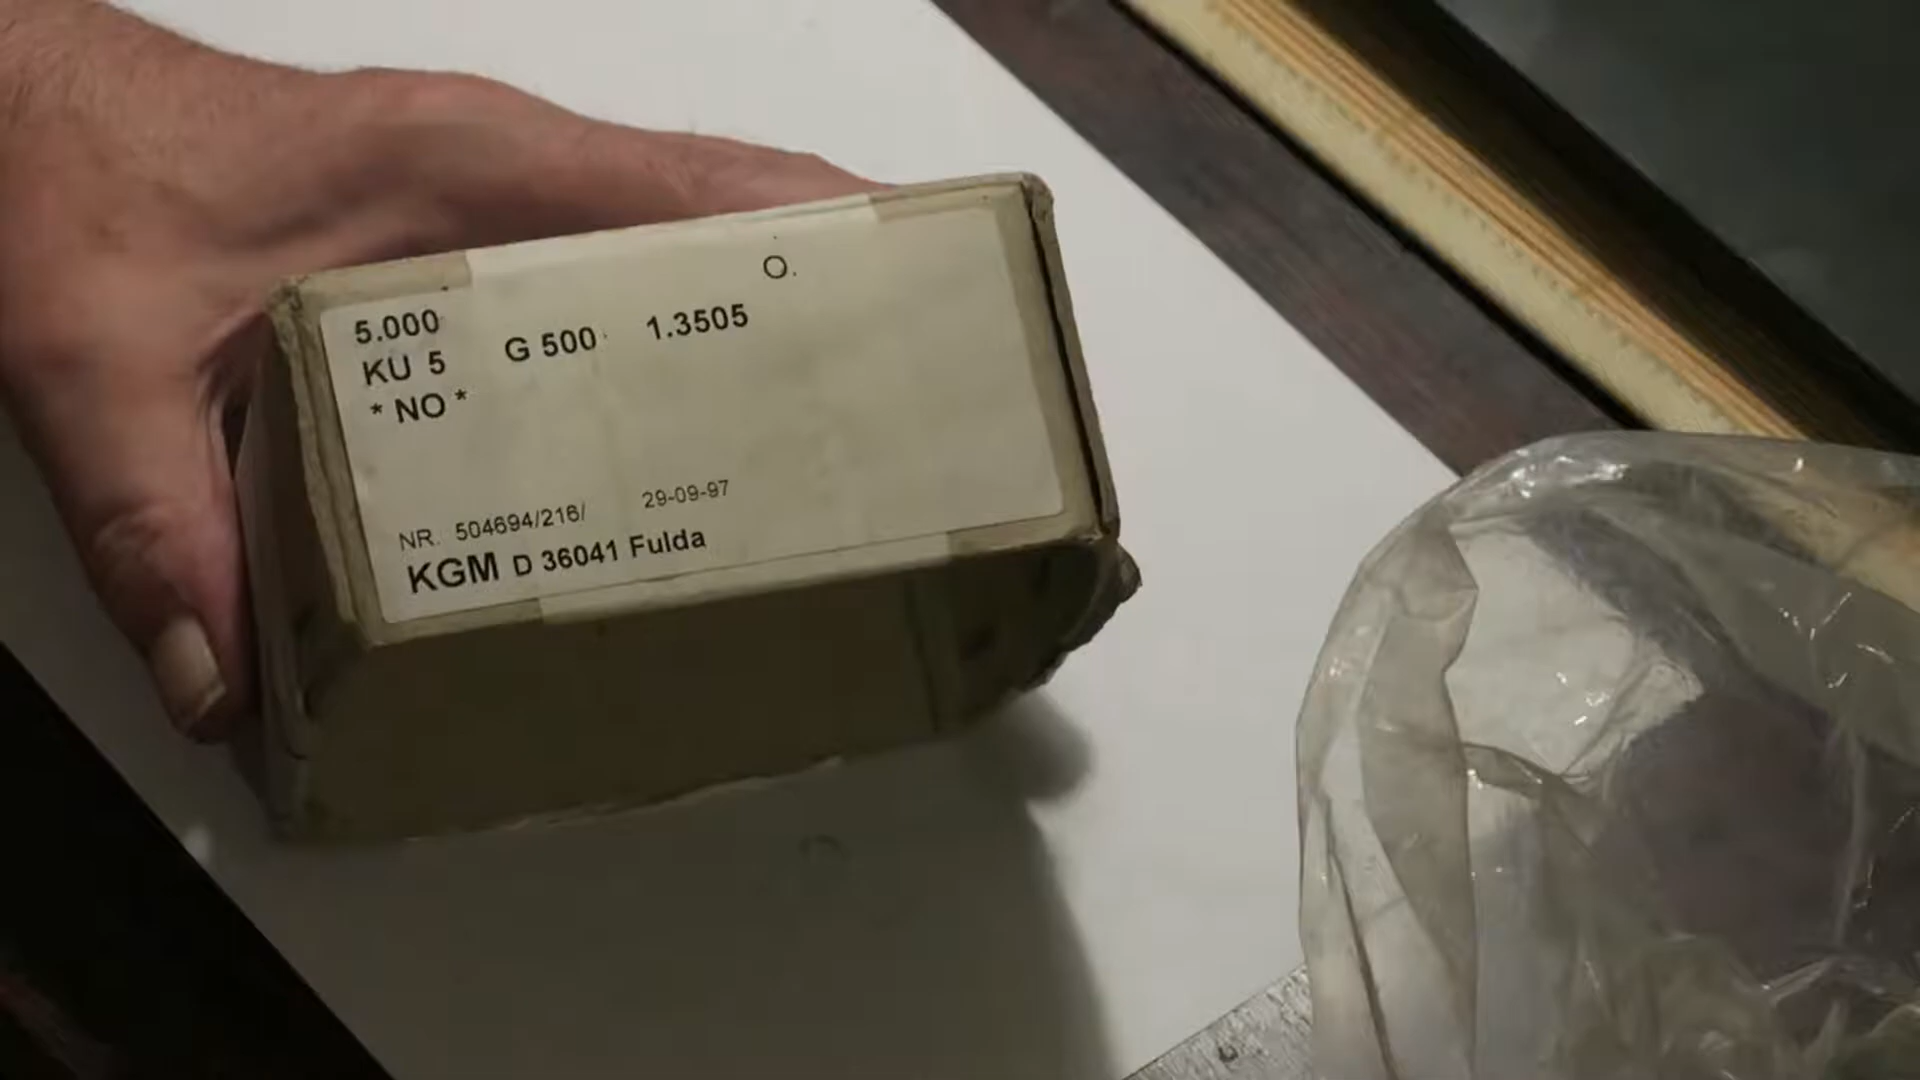 O.
5.000
KU 5 G 500 1.3505
* NO *
NR. 504694/216/ 29-09-97
KGM D 36041 Fulda